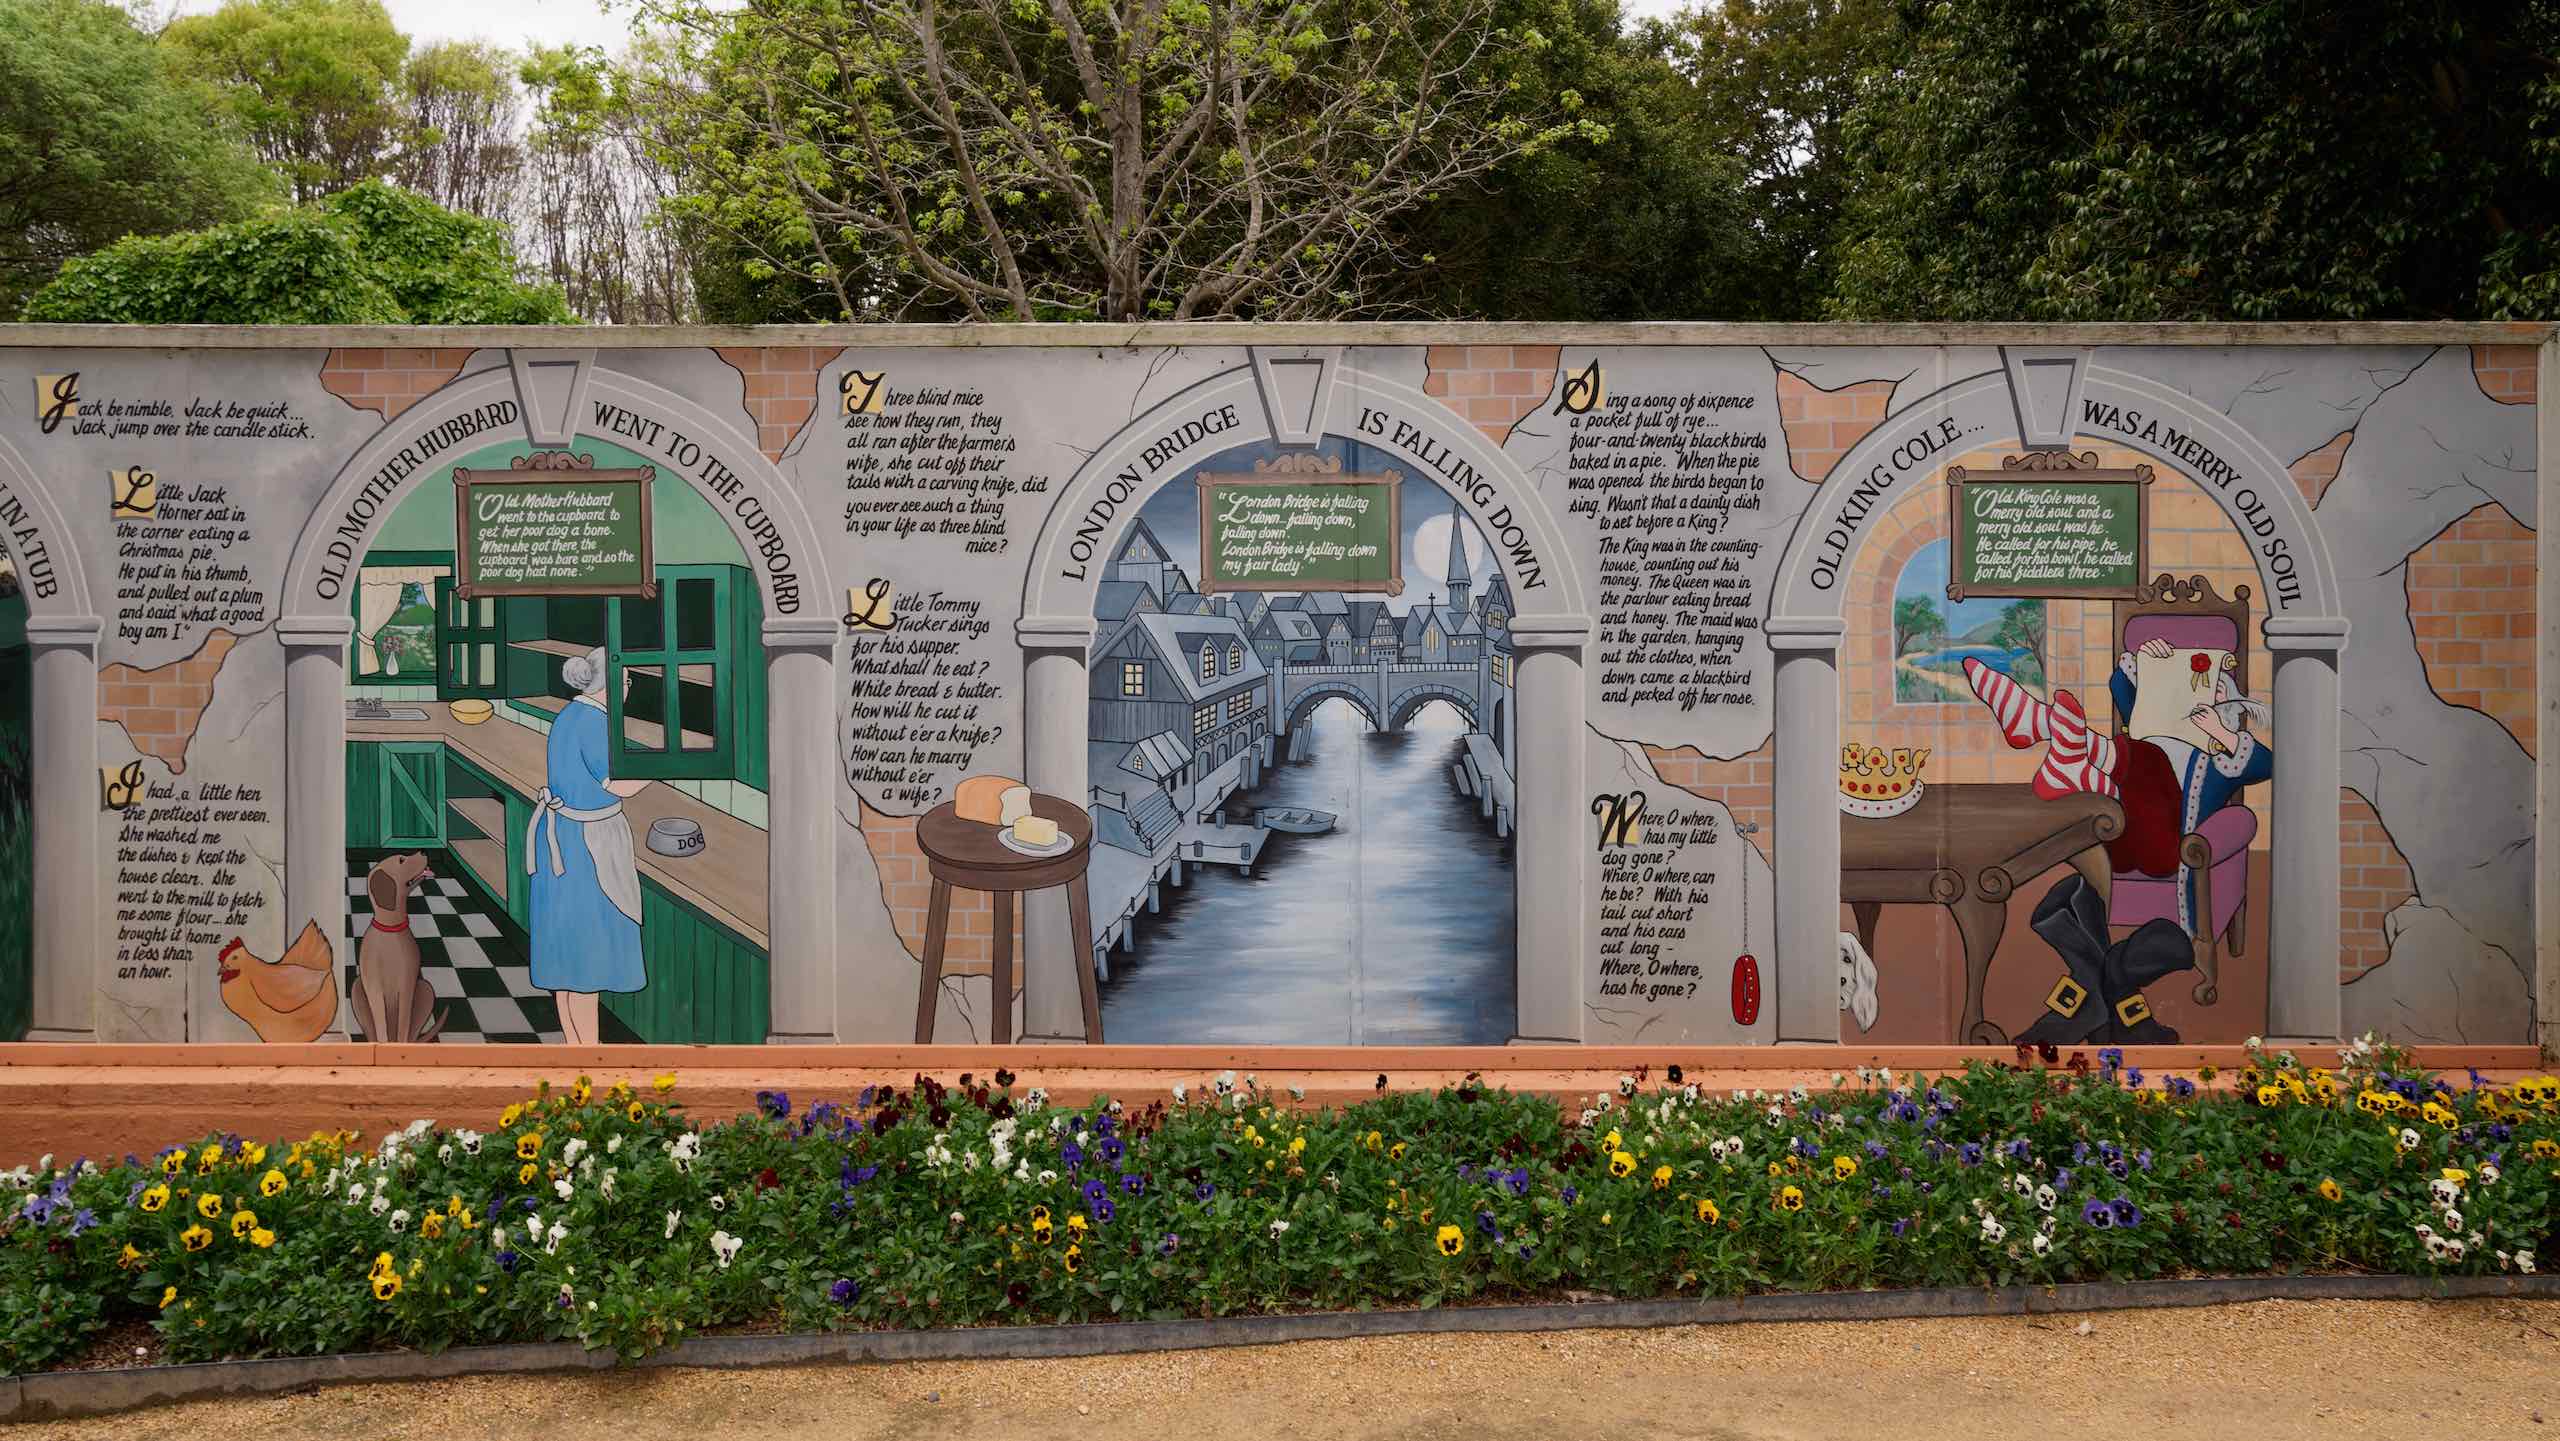 IN A TUB
Jack be nimble, Jack be quick...
Jack jump over the candle stick.
Little Jack
Horner sat in
the corner eating a
Christmas pie.
He put in his thumb,
and pulled out a plum
and said "what a good
boy am I."
I had a little hen
the prettiest ever seen.
She washed me
the dishes & kept the
house clean. She
went to the mill to fetch
me some flour... she
brought it home
in less than
an hour.
OLD MOTHER HUBBARD WENT TO THE CUPBOARD
"Old Mother Hubbard
went to the cupboard to
get her poor dog a bone.
When she got there, the
cupboard was bare and so the
poor dog had none."
DOG
Three blind mice
see how they run, they
all ran after the farmer's
wife, she cut off their
tails with a carving knife, did
you ever see such a thing
in your life as three blind
mice?
Little Tommy
Tucker sings
for his supper.
What shall he eat?
White bread & butter.
How will he cut it
without e'er a knife?
How can he marry
without e'er
a wife?
LONDON BRIDGE IS FALLING DOWN
"London Bridge is falling
down... falling down,
falling down.
London Bridge is falling down
my fair lady."
Sing a song of sixpence
a pocket full of rye...
four-and-twenty blackbirds
baked in a pie. When the pie
was opened the birds began to
sing. Wasn't that a dainty dish
to set before a King?
The King was in the counting-
house, counting out his
money. The Queen was in
the parlour eating bread
and honey. The maid was
in the garden, hanging
out the clothes, when
down came a blackbird
and pecked off her nose.
Where, O where,
has my little
dog gone?
Where, O where, can
he be? With his
tail cut short
and his ears
cut long -
Where, O where,
has he gone?
OLD KING COLE... WAS A MERRY OLD SOUL
"Old King Cole was a
merry old soul and a
merry old soul was he.
He called for his pipe, he
called for his bowl, he called
for his fiddlers three."